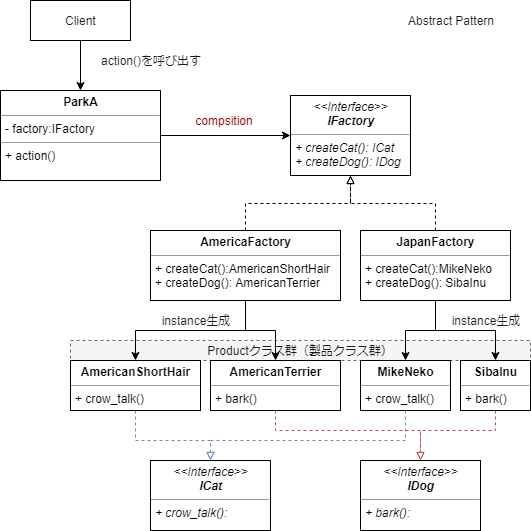 Client
Abstract Pattern
action()を呼び出す
ParkA
- factory:IFactory
+ action()
compsition
<<Interface>>
IFactory
+ createCat(): ICat
+ createDog(): IDog
AmericaFactory
+ createCat():AmericanShortHair
+ createDog(): AmericanTerrier
JapanFactory
+ createCat():MikeNeko
+ createDog(): SibaInu
instance生成
instance生成
Productクラス群（製品クラス群）
AmericanShortHair
+ crow_talk()
AmericanTerrier
+ bark()
MikeNeko
+ crow_talk()
SibaInu
+ bark()
<<Interface>>
ICat
+ crow_talk():
<<Interface>>
IDog
+ bark():